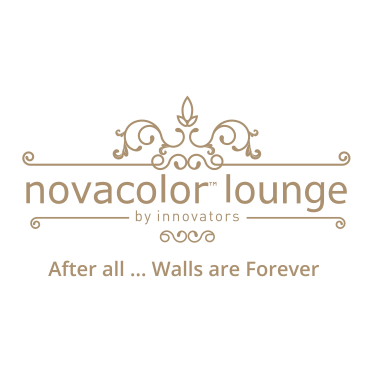 novacolor™ lounge
by innovators
After all ... Walls are Forever